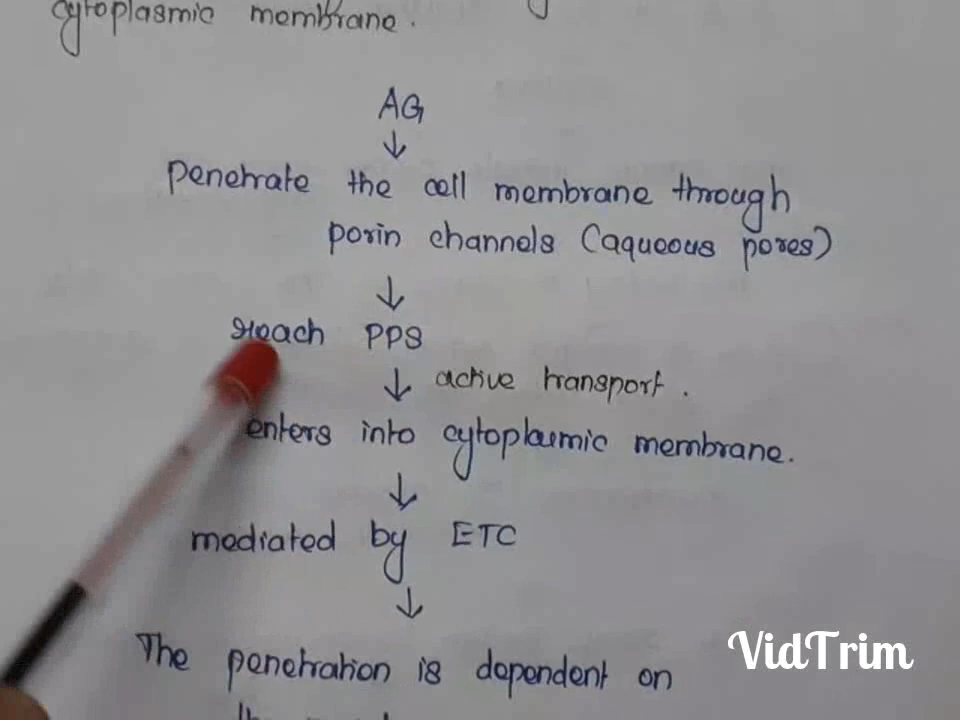 cytoplasmic membrane.
AG
↓
Penetrate the cell membrane through
porin channels (aqueous pores)
↓
reach PPS
↓ active transport.
enters into cytoplasmic membrane.
↓
mediated by ETC
↓
The penetration is dependent on
VidTrim